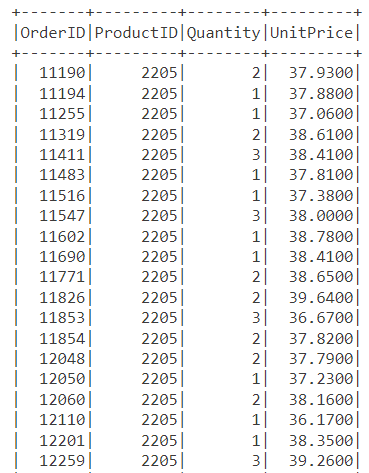 +-------+---------+--------+---------+
|OrderID|ProductID|Quantity|UnitPrice|
+-------+---------+--------+---------+
|  11190|     2205|       2|  37.9300|
|  11194|     2205|       1|  37.8800|
|  11255|     2205|       1|  37.0600|
|  11319|     2205|       2|  38.6100|
|  11411|     2205|       3|  38.4100|
|  11483|     2205|       1|  37.8100|
|  11516|     2205|       1|  37.3800|
|  11547|     2205|       3|  38.0000|
|  11602|     2205|       1|  38.7800|
|  11690|     2205|       1|  38.4100|
|  11771|     2205|       2|  38.6500|
|  11826|     2205|       2|  39.6400|
|  11853|     2205|       3|  36.6700|
|  11854|     2205|       2|  37.8200|
|  12048|     2205|       2|  37.7900|
|  12050|     2205|       1|  37.2300|
|  12060|     2205|       2|  38.1600|
|  12110|     2205|       1|  36.1700|
|  12201|     2205|       1|  38.3500|
|  12259|     2205|       3|  39.2600|